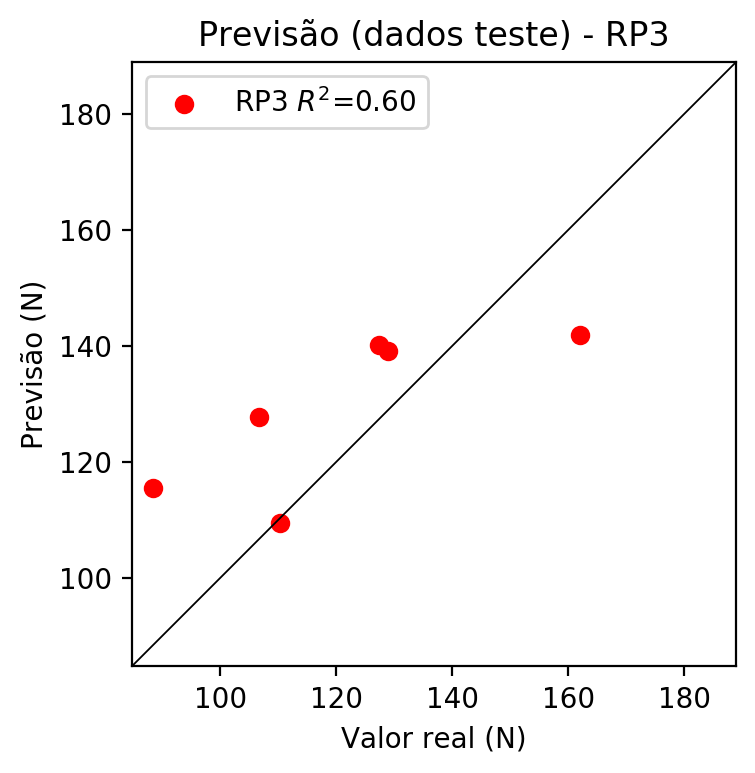 Previsão (dados teste) - RP3
RP3 R²=0.60
Previsão (N)
180
160
140
120
100
100 120 140 160 180
Valor real (N)